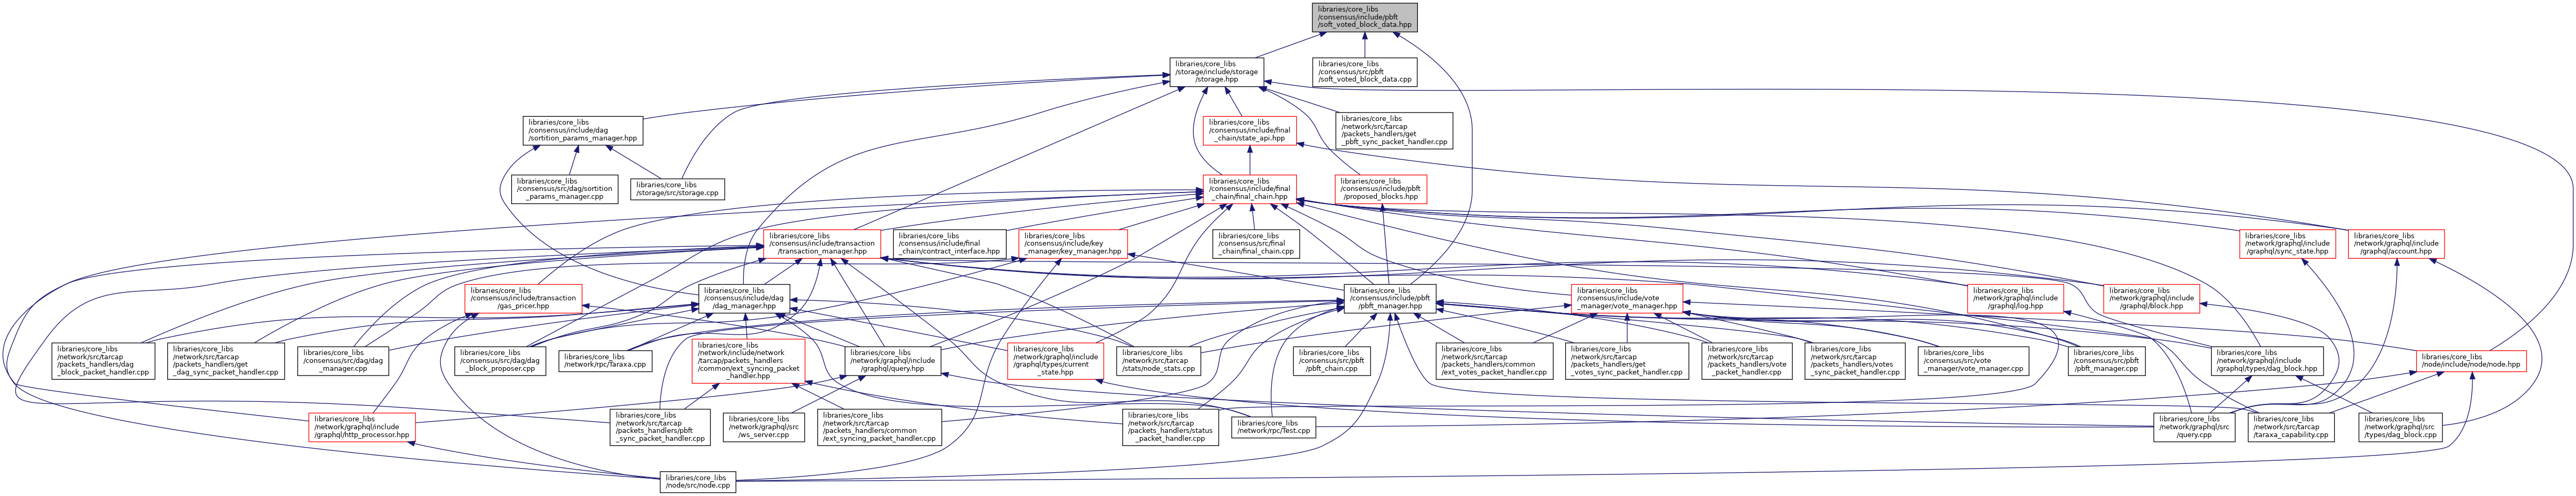 libraries/core_libs
/consensus/include/pbft
/soft_voted_block_data.hpp
libraries/core_libs
/storage/include/storage
/storage.hpp
libraries/core_libs
/consensus/src/pbft
/soft_voted_block_data.cpp
libraries/core_libs
/consensus/include/dag
/sortition_params_manager.hpp
libraries/core_libs
/consensus/include/final
_chain/state_api.hpp
libraries/core_libs
/network/src/tarcap
/packets_handlers/get
_pbft_sync_packet_handler.cpp
libraries/core_libs
/consensus/src/dag/sortition
_params_manager.cpp
libraries/core_libs
/storage/src/storage.cpp
libraries/core_libs
/consensus/include/final
_chain/final_chain.hpp
libraries/core_libs
/consensus/include/pbft
/proposed_blocks.hpp
libraries/core_libs
/consensus/include/transaction
/transaction_manager.hpp
libraries/core_libs
/consensus/include/final
_chain/contract_interface.hpp
libraries/core_libs
/consensus/include/key
_manager/key_manager.hpp
libraries/core_libs
/consensus/src/final
_chain/final_chain.cpp
libraries/core_libs
/network/graphql/include
/graphql/sync_state.hpp
libraries/core_libs
/network/graphql/include
/graphql/account.hpp
libraries/core_libs
/consensus/include/transaction
/gas_pricer.hpp
libraries/core_libs
/consensus/include/dag
/dag_manager.hpp
libraries/core_libs
/consensus/include/pbft
/pbft_manager.hpp
libraries/core_libs
/consensus/include/vote
_manager/vote_manager.hpp
libraries/core_libs
/network/graphql/include
/graphql/log.hpp
libraries/core_libs
/network/graphql/include
/graphql/block.hpp
libraries/core_libs
/network/src/tarcap
/packets_handlers/dag
_block_packet_handler.cpp
libraries/core_libs
/network/src/tarcap
/packets_handlers/get
_dag_sync_packet_handler.cpp
libraries/core_libs
/consensus/src/dag/dag
_manager.cpp
libraries/core_libs
/consensus/src/dag/dag
_block_proposer.cpp
libraries/core_libs
/network/rpc/Taraxa.cpp
libraries/core_libs
/network/include/network
/tarcap/packets_handlers
/common/ext_syncing_packet
_handler.hpp
libraries/core_libs
/network/graphql/include
/graphql/query.hpp
libraries/core_libs
/network/graphql/include
/graphql/types/current
_state.hpp
libraries/core_libs
/network/src/tarcap
/stats/node_stats.cpp
libraries/core_libs
/consensus/src/pbft
/pbft_chain.cpp
libraries/core_libs
/network/src/tarcap
/packets_handlers/common
/ext_votes_packet_handler.cpp
libraries/core_libs
/network/src/tarcap
/packets_handlers/get
_votes_sync_packet_handler.cpp
libraries/core_libs
/network/src/tarcap
/packets_handlers/vote
_packet_handler.cpp
libraries/core_libs
/network/src/tarcap
/packets_handlers/votes
_sync_packet_handler.cpp
libraries/core_libs
/consensus/src/vote
_manager/vote_manager.cpp
libraries/core_libs
/consensus/src/pbft
/pbft_manager.cpp
libraries/core_libs
/network/graphql/include
/graphql/types/dag_block.hpp
libraries/core_libs
/node/include/node/node.hpp
libraries/core_libs
/network/graphql/include
/graphql/http_processor.hpp
libraries/core_libs
/network/src/tarcap
/packets_handlers/pbft
_sync_packet_handler.cpp
libraries/core_libs
/network/graphql/src
/ws_server.cpp
libraries/core_libs
/network/src/tarcap
/packets_handlers/common
/ext_syncing_packet_handler.cpp
libraries/core_libs
/network/src/tarcap
/packets_handlers/status
_packet_handler.cpp
libraries/core_libs
/network/rpc/Test.cpp
libraries/core_libs
/network/graphql/src
/query.cpp
libraries/core_libs
/network/src/tarcap
/taraxa_capability.cpp
libraries/core_libs
/network/graphql/src
/types/dag_block.cpp
libraries/core_libs
/node/src/node.cpp